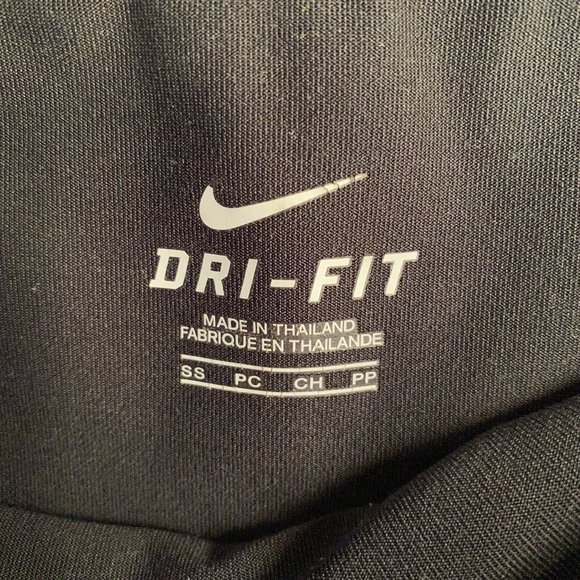 DRI-FIT
MADE IN THAILAND
FABRIQUE EN THAILANDE
SS PC CH PP